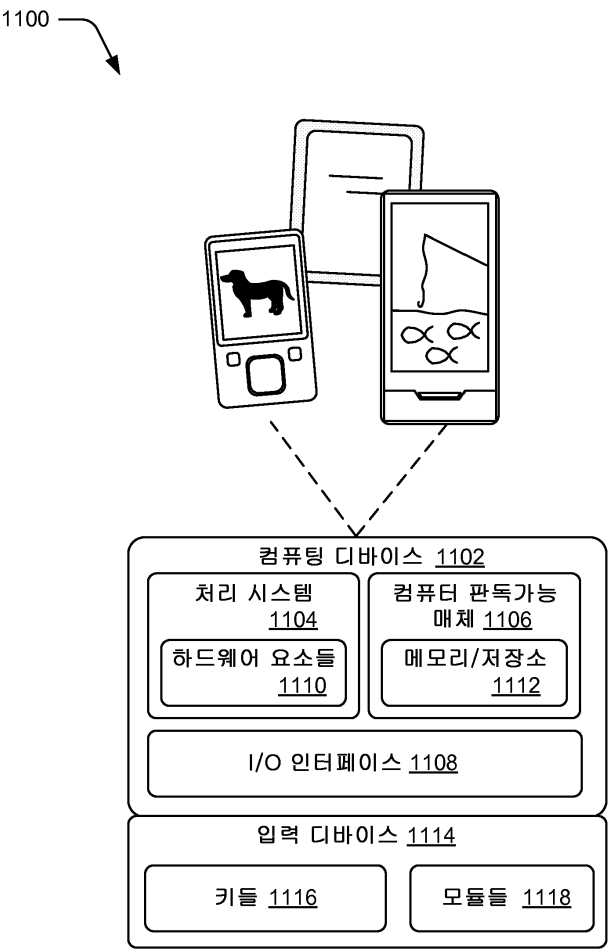 1100
컴퓨팅 디바이스 1102
처리 시스템
1104
하드웨어 요소들
1110
컴퓨터 판독가능
매체 1106
메모리/저장소
1112
I/O 인터페이스 1108
입력 디바이스 1114
키들 1116
모듈들 1118